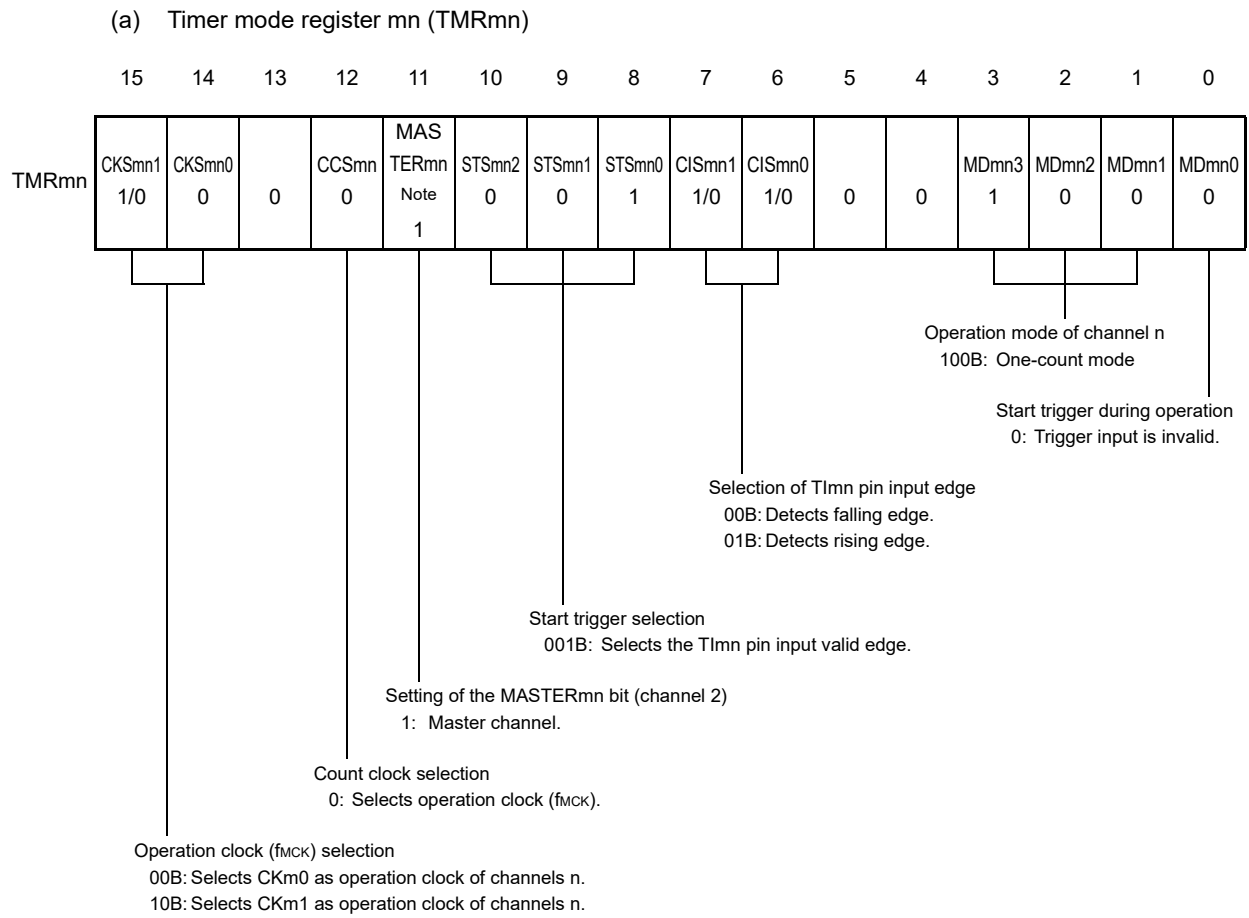 (a) Timer mode register mn (TMRmn)
15 14 13 12 11 10 9 8 7 6 5 4 3 2 1 0
TMRmn
CKSmn1 1/0
CKSmn0 0
0
CCSmn 0
MAS
TERmn
Note
1
STSmn2 0
STSmn1 0
STSmn0 1
CISmn1 1/0
CISmn0 1/0
0
0
MDmn3 1
MDmn2 0
MDmn1 0
MDmn0 0
Operation mode of channel n
100B: One-count mode
Start trigger during operation
0: Trigger input is invalid.
Selection of TImn pin input edge
00B: Detects falling edge.
01B: Detects rising edge.
Start trigger selection
001B: Selects the TImn pin input valid edge.
Setting of the MASTERmn bit (channel 2)
1: Master channel.
Count clock selection
0: Selects operation clock (fMCK).
Operation clock (fMCK) selection
00B: Selects CKm0 as operation clock of channels n.
10B: Selects CKm1 as operation clock of channels n.